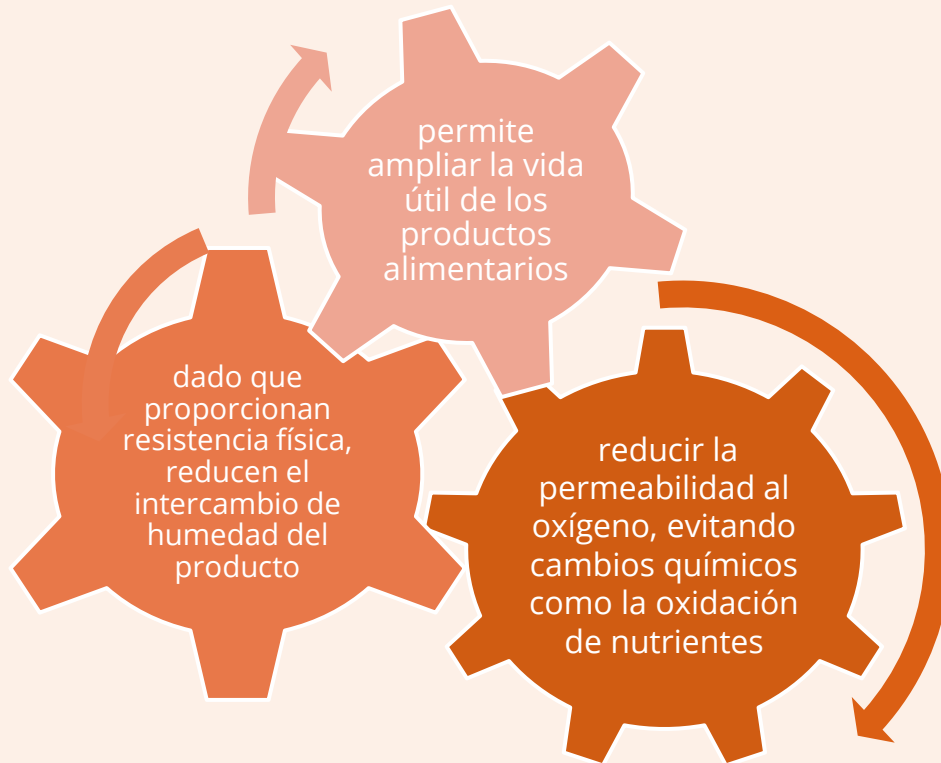 permite
ampliar la vida
útil de los
productos
alimentarios
dado que
proporcionan
resistencia física,
reducen el
intercambio de
humedad del
producto
reducir la
permeabilidad al
oxígeno, evitando
cambios químicos
como la oxidación
de nutrientes